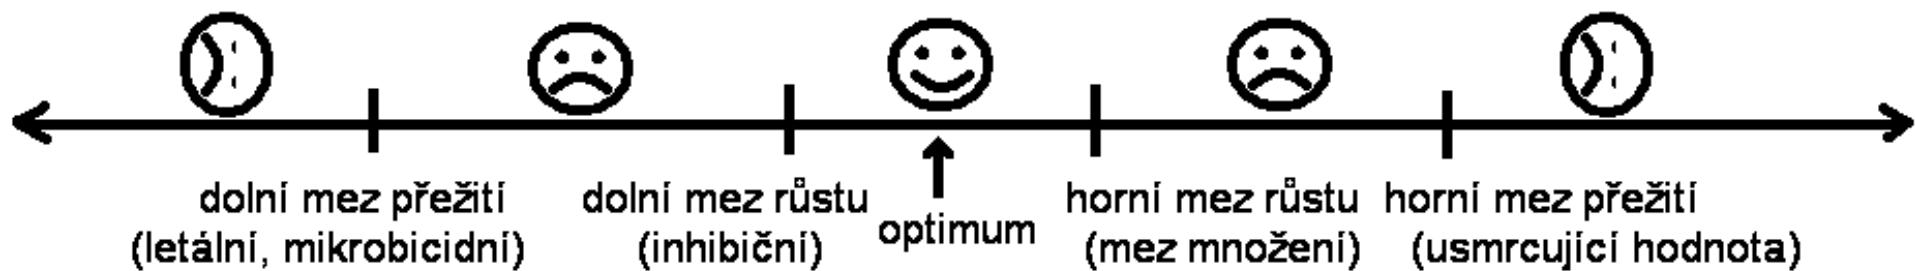 dolní mez přežití
(letální, mikrobicidní)
dolní mez růstu
(inhibiční)
optimum
horní mez růstu
(mez množení)
horní mez přežití
(usmrcující hodnota)